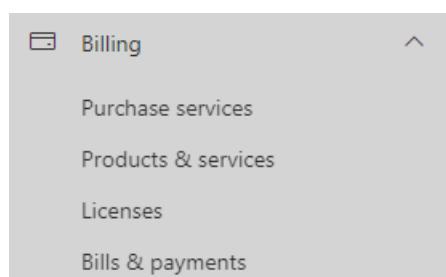 Billing
Purchase services
Products & services
Licenses
Bills & payments